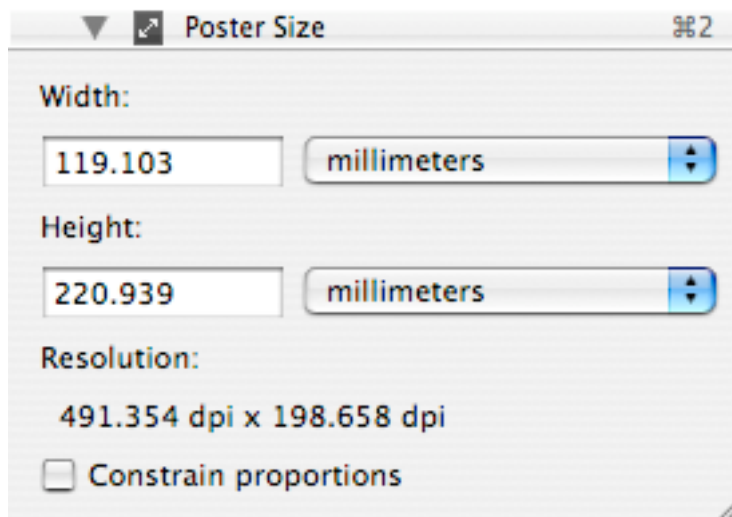 Poster Size ⌘2
Width:
119.103 millimeters
Height:
220.939 millimeters
Resolution:
491.354 dpi x 198.658 dpi
Constrain proportions